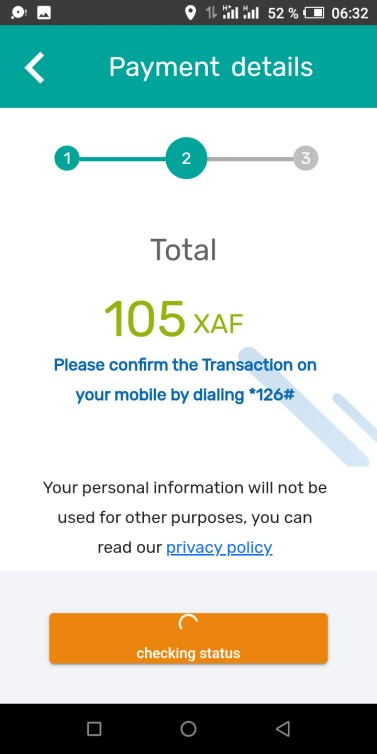 52 % 06:32
Payment details
1 2 3
Total
105 XAF
Please confirm the Transaction on
your mobile by dialing *126#
Your personal information will not be
used for other purposes, you can
read our privacy policy
checking status